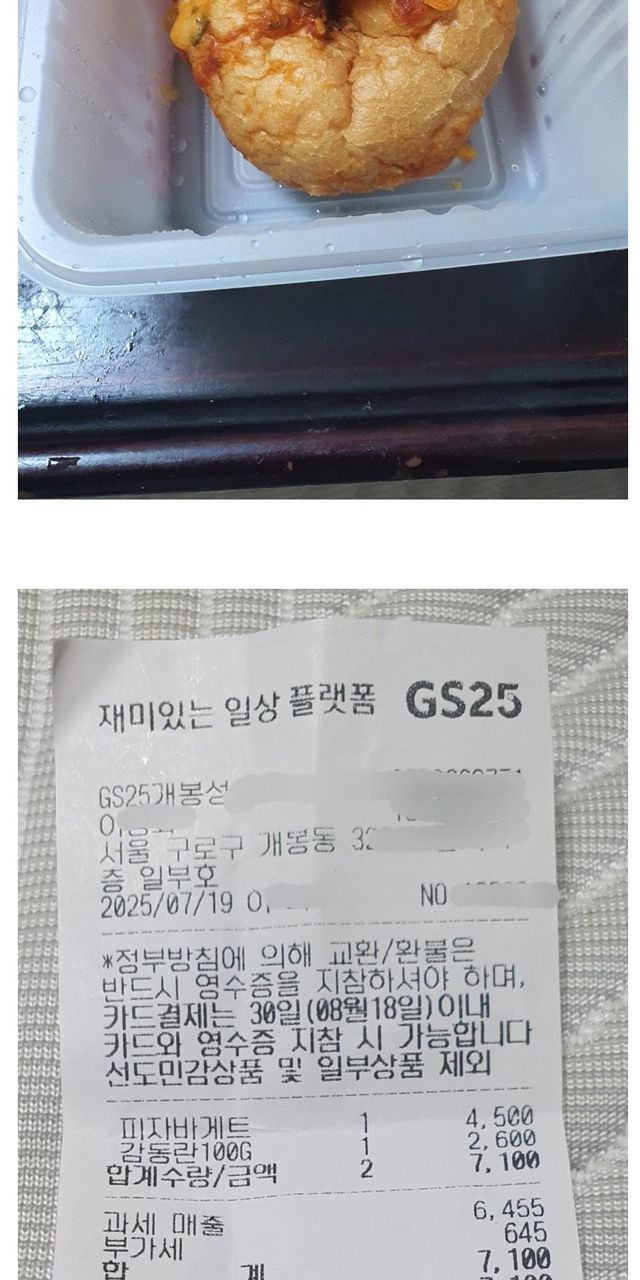 재미있는 일상 플랫폼 GS25
GS25개봉성
서울 구로구 개봉동
층 일부호
2025/07/19 NO
*정부방침에 의해 교환/환불은
반드시 영수증을 지참하셔야 하며,
카드결제는 30일(08월18일)이내
카드와 영수증 지참 시 가능합니다
선도민감상품 및 일부상품 제외
피자바게트 1 4,500
감동란100G 1 2,600
합계수량/금액 2 7,100
과세 매출 6,455
부가세 645
합 계 7,100